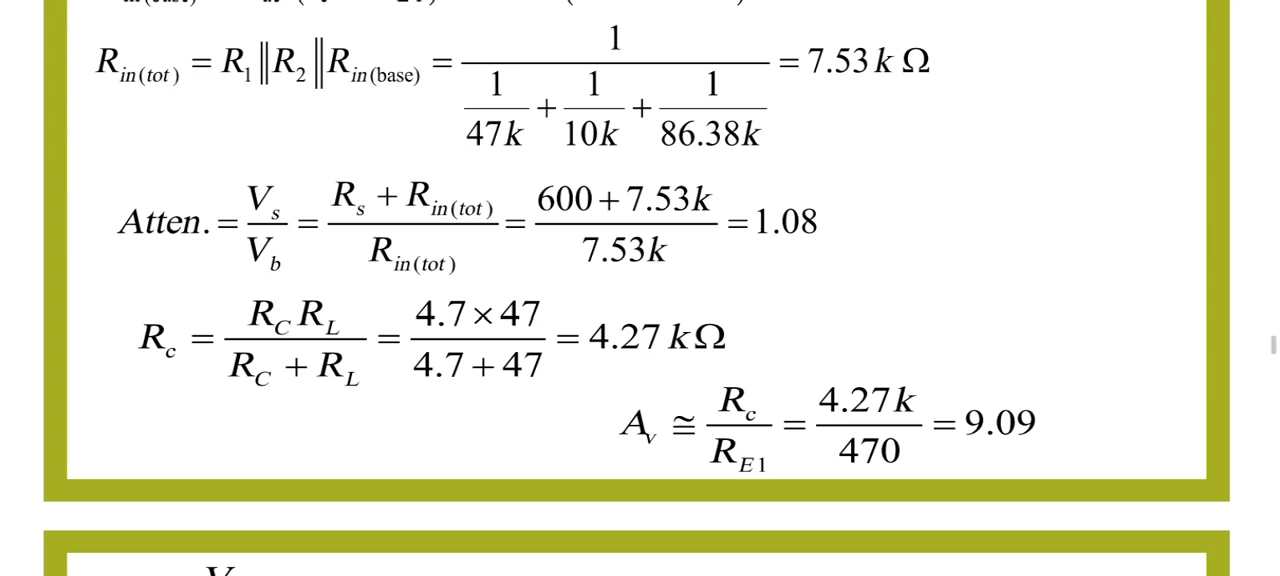 R_in(tot) = R_1 ‖ R_2 ‖ R_in(base) = 1 / (1/47k + 1/10k + 1/86.38k) = 7.53 k Ω
Atten. = V_s / V_b = (R_s + R_in(tot)) / R_in(tot) = (600 + 7.53k) / 7.53k = 1.08
R_c = R_C R_L / (R_C + R_L) = (4.7 × 47) / (4.7 + 47) = 4.27 k Ω
A_v ≅ R_c / R_E1 = 4.27k / 470 = 9.09